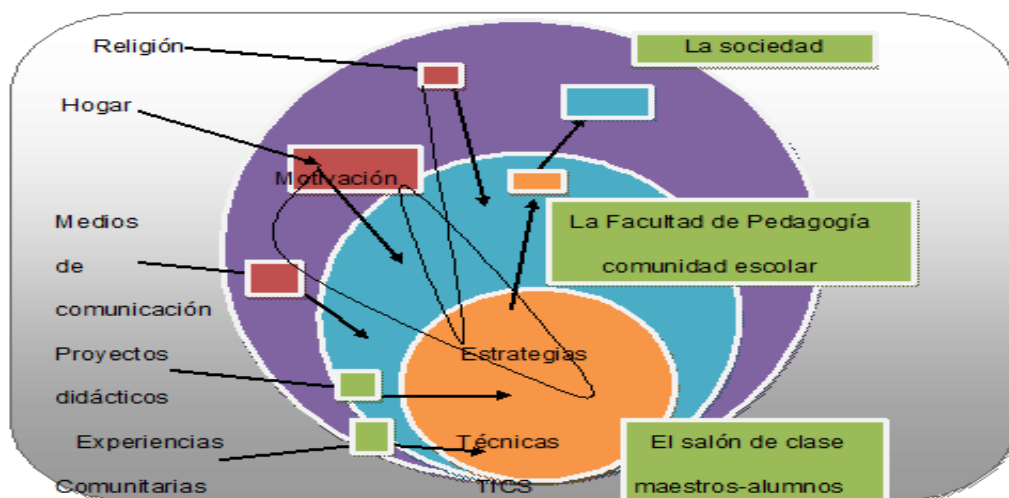 Religión
La sociedad
Hogar
Motivación
Medios
de
comunicación
La Facultad de Pedagogía
comunidad escolar
Proyectos
didácticos
Estrategias
Experiencias
Comunitarias
Técnicas
TICS
El salón de clase
maestros-alumnos